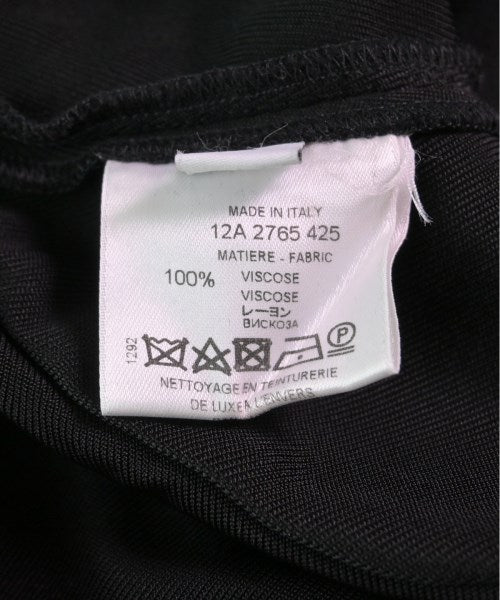 MADE IN ITALY
12A 2765 425
MATIERE - FABRIC
100% VISCOSE
VISCOSE
レーヨン
ВИСКОЗА
1292
P
NETTOYAGE EN TEINTURERIE
DE LUXE A L'ENVERS